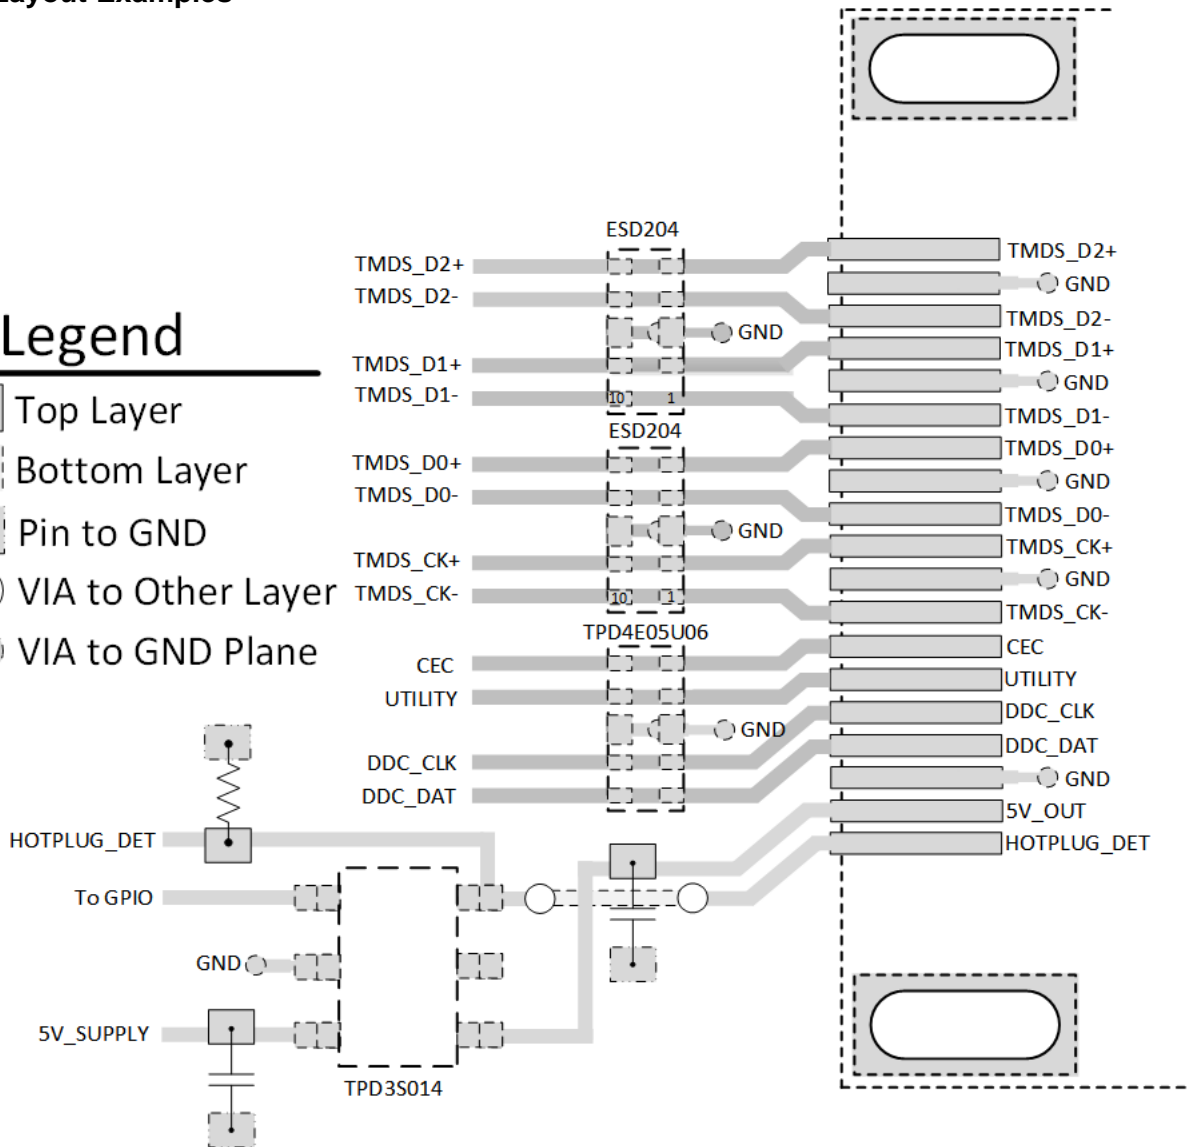 Layout Examples
ESD204
TMDS_D2+
TMDS_D2-
GND
TMDS_D1+
TMDS_D1-
10 1
ESD204
TMDS_D0+
TMDS_D0-
GND
TMDS_CK+
TMDS_CK-
10 1
TPD4E05U06
CEC
UTILITY
GND
DDC_CLK
DDC_DAT
TMDS_D2+
GND
TMDS_D2-
TMDS_D1+
GND
TMDS_D1-
TMDS_D0+
GND
TMDS_D0-
TMDS_CK+
GND
TMDS_CK-
CEC
UTILITY
DDC_CLK
DDC_DAT
GND
5V_OUT
HOTPLUG_DET
Legend
Top Layer
Bottom Layer
Pin to GND
VIA to Other Layer
VIA to GND Plane
HOTPLUG_DET
To GPIO
GND
5V_SUPPLY
TPD3S014